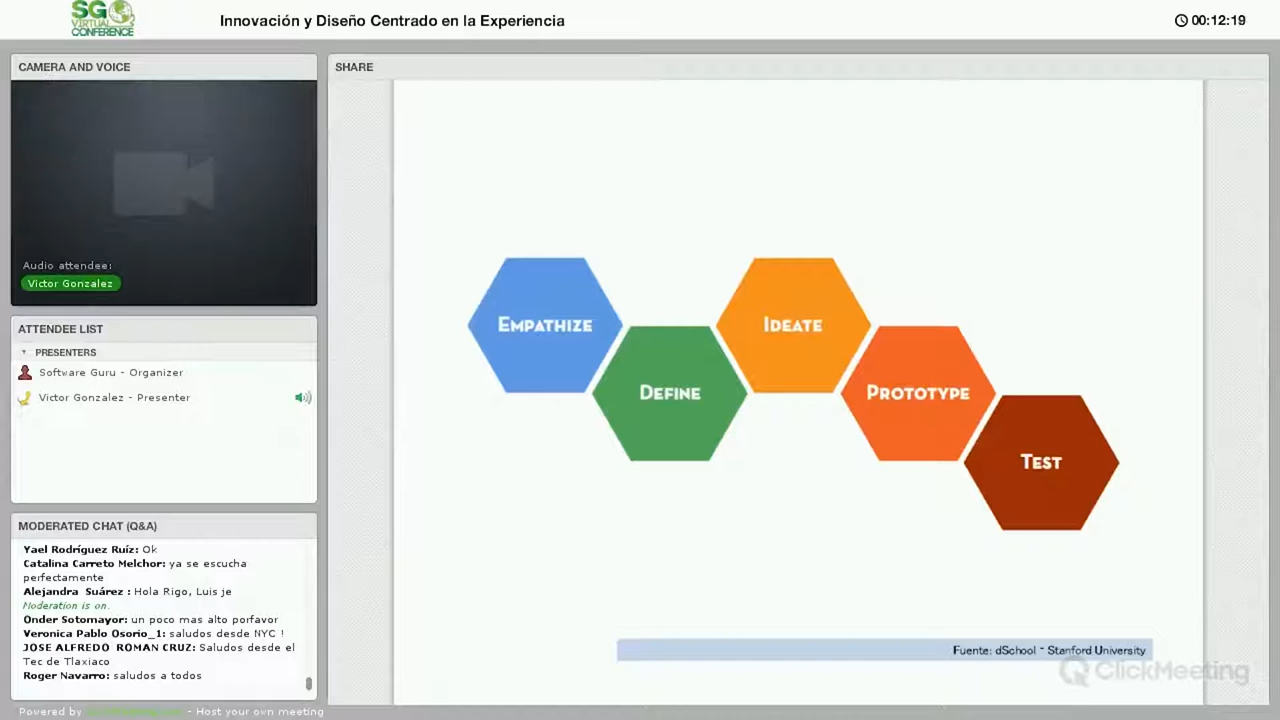 SG
VIRTUAL
CONFERENCE
Innovación y Diseño Centrado en la Experiencia
00:12:19
CAMERA AND VOICE
Audio attendee:
Victor Gonzalez
ATTENDEE LIST
PRESENTERS
Software Guru - Organizer
Victor Gonzalez - Presenter
MODERATED CHAT (Q&A)
Yael Rodríguez Ruíz: Ok
Catalina Carreto Melchor: ya se escucha
perfectamente
Alejandra Suárez : Hola Rigo, Luis je
Moderation is on.
Onder Sotomayor: un poco mas alto porfavor
Veronica Pablo Osorio_1: saludos desde NYC !
JOSE ALFREDO ROMAN CRUZ: Saludos desde el
Tec de Tlaxiaco
Roger Navarro: saludos a todos
Powered by - Host your own meeting
SHARE
EMPATHIZE
DEFINE
IDEATE
PROTOTYPE
TEST
Fuente: dSchool - Stanford University
ClickMeeting